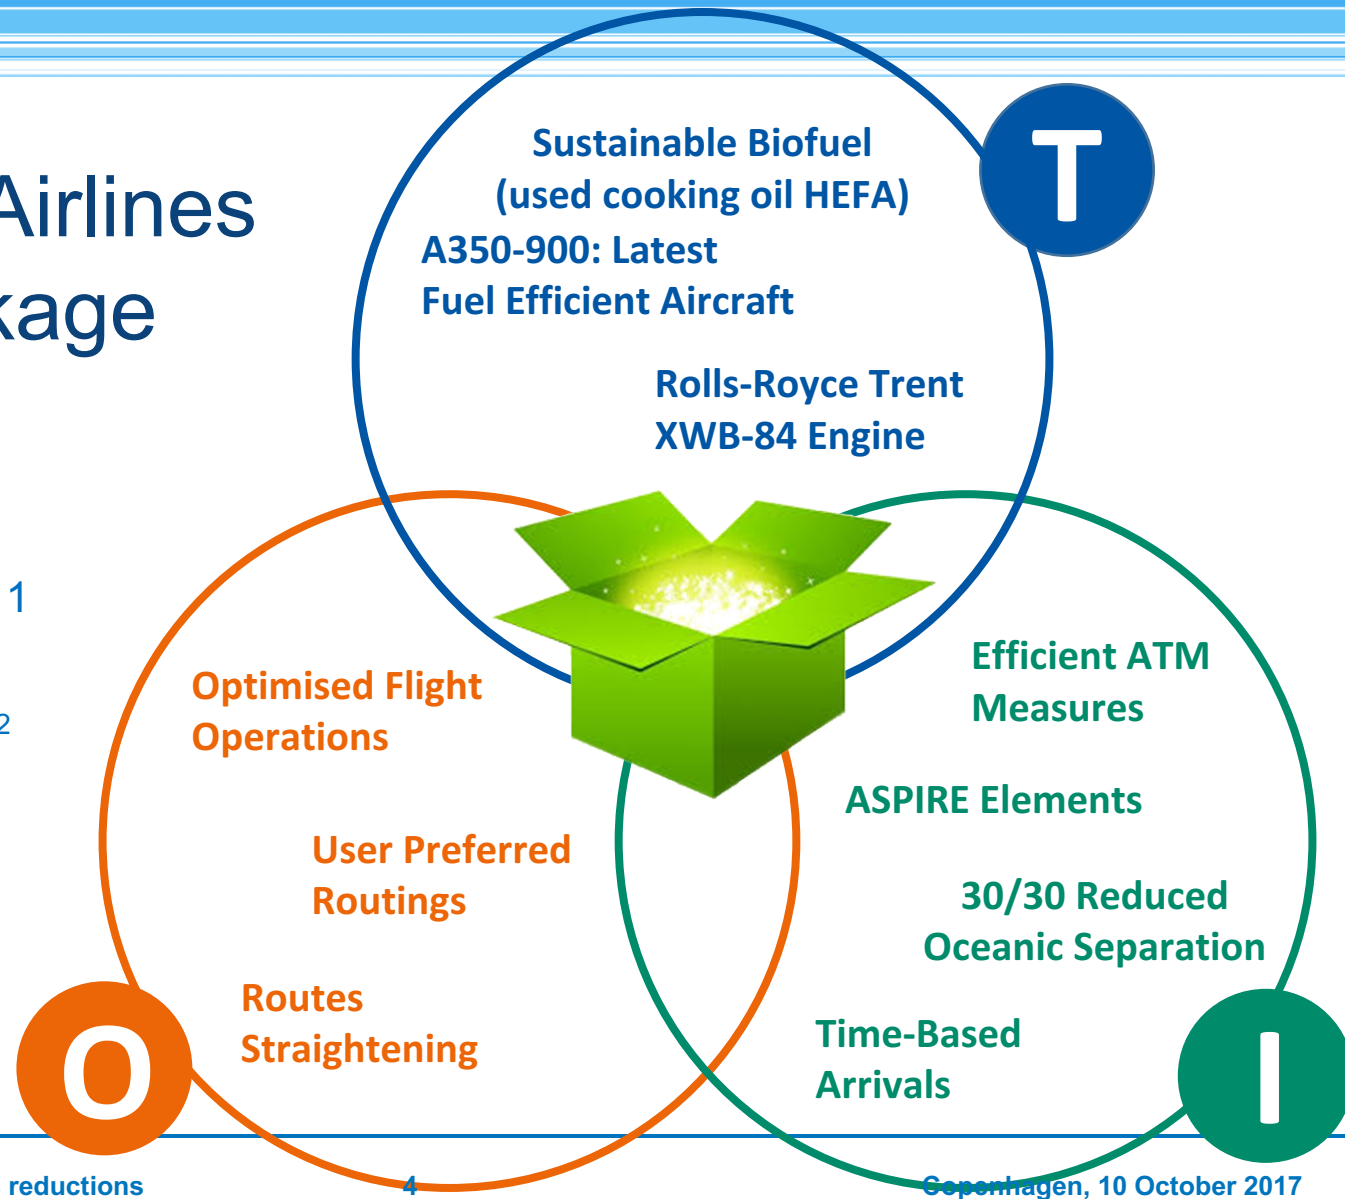 Airlines
kage
1
2
Sustainable Biofuel
(used cooking oil HEFA)
A350-900: Latest
Fuel Efficient Aircraft
Rolls-Royce Trent
XWB-84 Engine
T
Optimised Flight
Operations
User Preferred
Routings
Routes
Straightening
O
Efficient ATM
Measures
ASPIRE Elements
30/30 Reduced
Oceanic Separation
Time-Based
Arrivals
I
reductions
4
Copenhagen, 10 October 2017